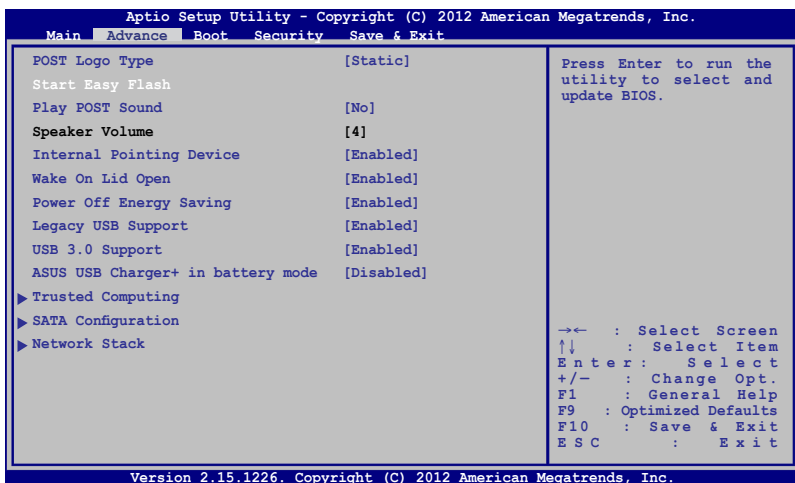 Aptio Setup Utility - Copyright (C) 2012 American Megatrends, Inc.
Main Advance Boot Security Save & Exit
POST Logo Type [Static]
Start Easy Flash
Play POST Sound [No]
Speaker Volume [4]
Internal Pointing Device [Enabled]
Wake On Lid Open [Enabled]
Power Off Energy Saving [Enabled]
Legacy USB Support [Enabled]
USB 3.0 Support [Enabled]
ASUS USB Charger+ in battery mode [Disabled]
▶ Trusted Computing
▶ SATA Configuration
▶ Network Stack
Press Enter to run the
utility to select and
update BIOS.
→← : Select Screen
↑↓ : Select Item
Enter: Select
+/— : Change Opt.
F1 : General Help
F9 : Optimized Defaults
F10 : Save & Exit
ESC : Exit
Version 2.15.1226. Copyright (C) 2012 American Megatrends, Inc.